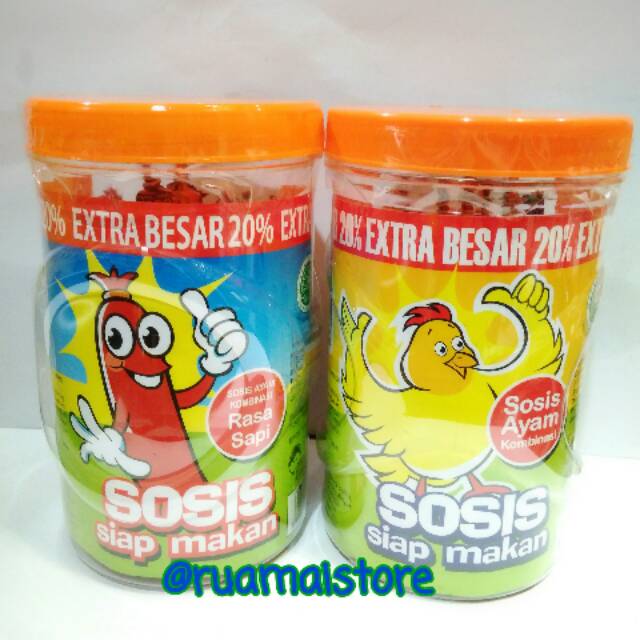 0% EXTRA BESAR 20% EXTR
20% EXTRA BESAR 20% EXT
SOSIS AYAM
KOMBINASI
Rasa
Sapi
Sosis
Ayam
Kombinasi
SOSIS
siap makan
SOSIS
siap makan
@ruamaistore